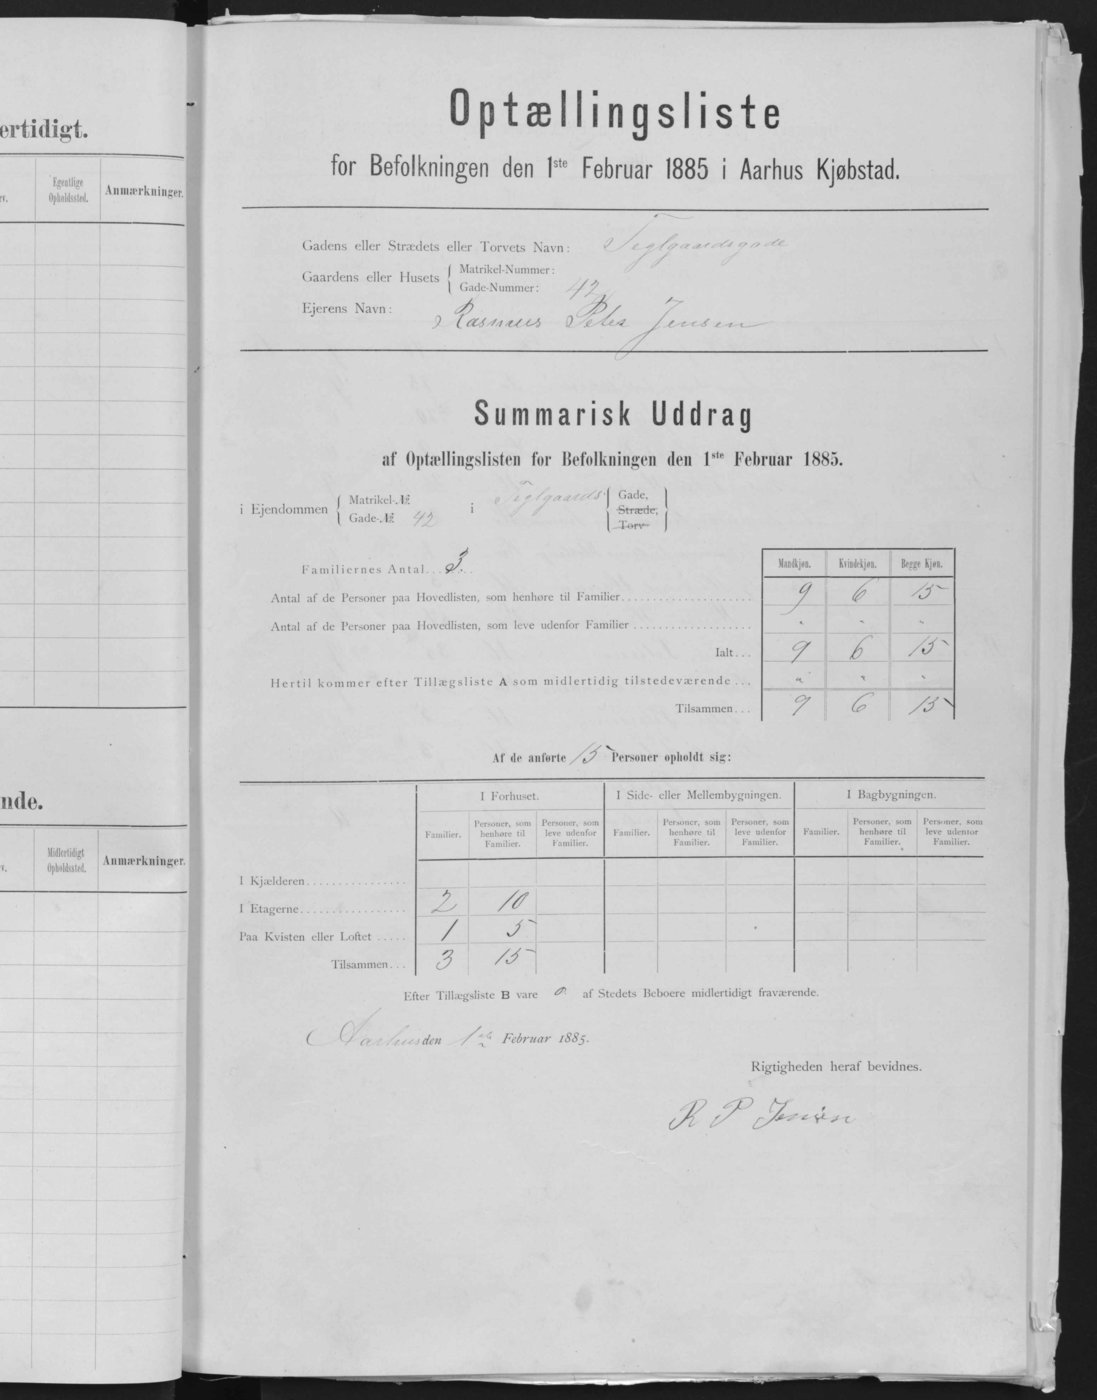 ertidigt.
rv.
Egentlige
Opholdssted.
Anmærkninger.
nde.
v.
Midlertidigt
Opholdssted.
Anmærkninger.
Optællingsliste
for Befolkningen den 1ste Februar 1885 i Aarhus Kjøbstad.
Gadens eller Strædets eller Torvets Navn: Teglgaardsgade
Gaardens eller Husets { Matrikel-Nummer:
Gade-Nummer: 42
Ejerens Navn: Rasmus Peter Jensen
Summarisk Uddrag
af Optællingslisten for Befolkningen den 1ste Februar 1885.
i Ejendommen { Matrikel-№
Gade-№ 42 i Teglgaards { Gade, Stræde, Torv }
Familiernes Antal... 3.
Mandkjøn. Kvindekjøn. Begge Kjøn.
Antal af de Personer paa Hovedlisten, som henhøre til Familier 9 6 15
Antal af de Personer paa Hovedlisten, som leve udenfor Familier " " "
Ialt... 9 6 15
Hertil kommer efter Tillægsliste A som midlertidig tilstedeværende... " " "
Tilsammen... 9 6 15
Af de anførte 15 Personer opholdt sig:
I Forhuset. I Side- eller Mellembygningen. I Bagbygningen.
Familier. Personer, som henhøre til Familier. Personer, som leve udenfor Familier. Familier. Personer, som henhøre til Familier. Personer, som leve udenfor Familier. Familier. Personer, som henhøre til Familier. Personer, som leve udenfor Familier.
I Kjælderen
I Etagerne 2 10
Paa Kvisten eller Loftet 1 5
Tilsammen... 3 15
Efter Tillægsliste B vare 0 af Stedets Beboere midlertidigt fraværende.
Aarhus den 1ste Februar 1885.
Rigtigheden heraf bevidnes.
R P Jensen